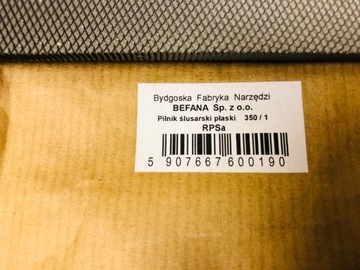 Bydgoska Fabryka Narzędzi
BEFANA Sp. z o.o.
Pilnik ślusarski płaski 350 / 1
RPSa
5 907667 600190